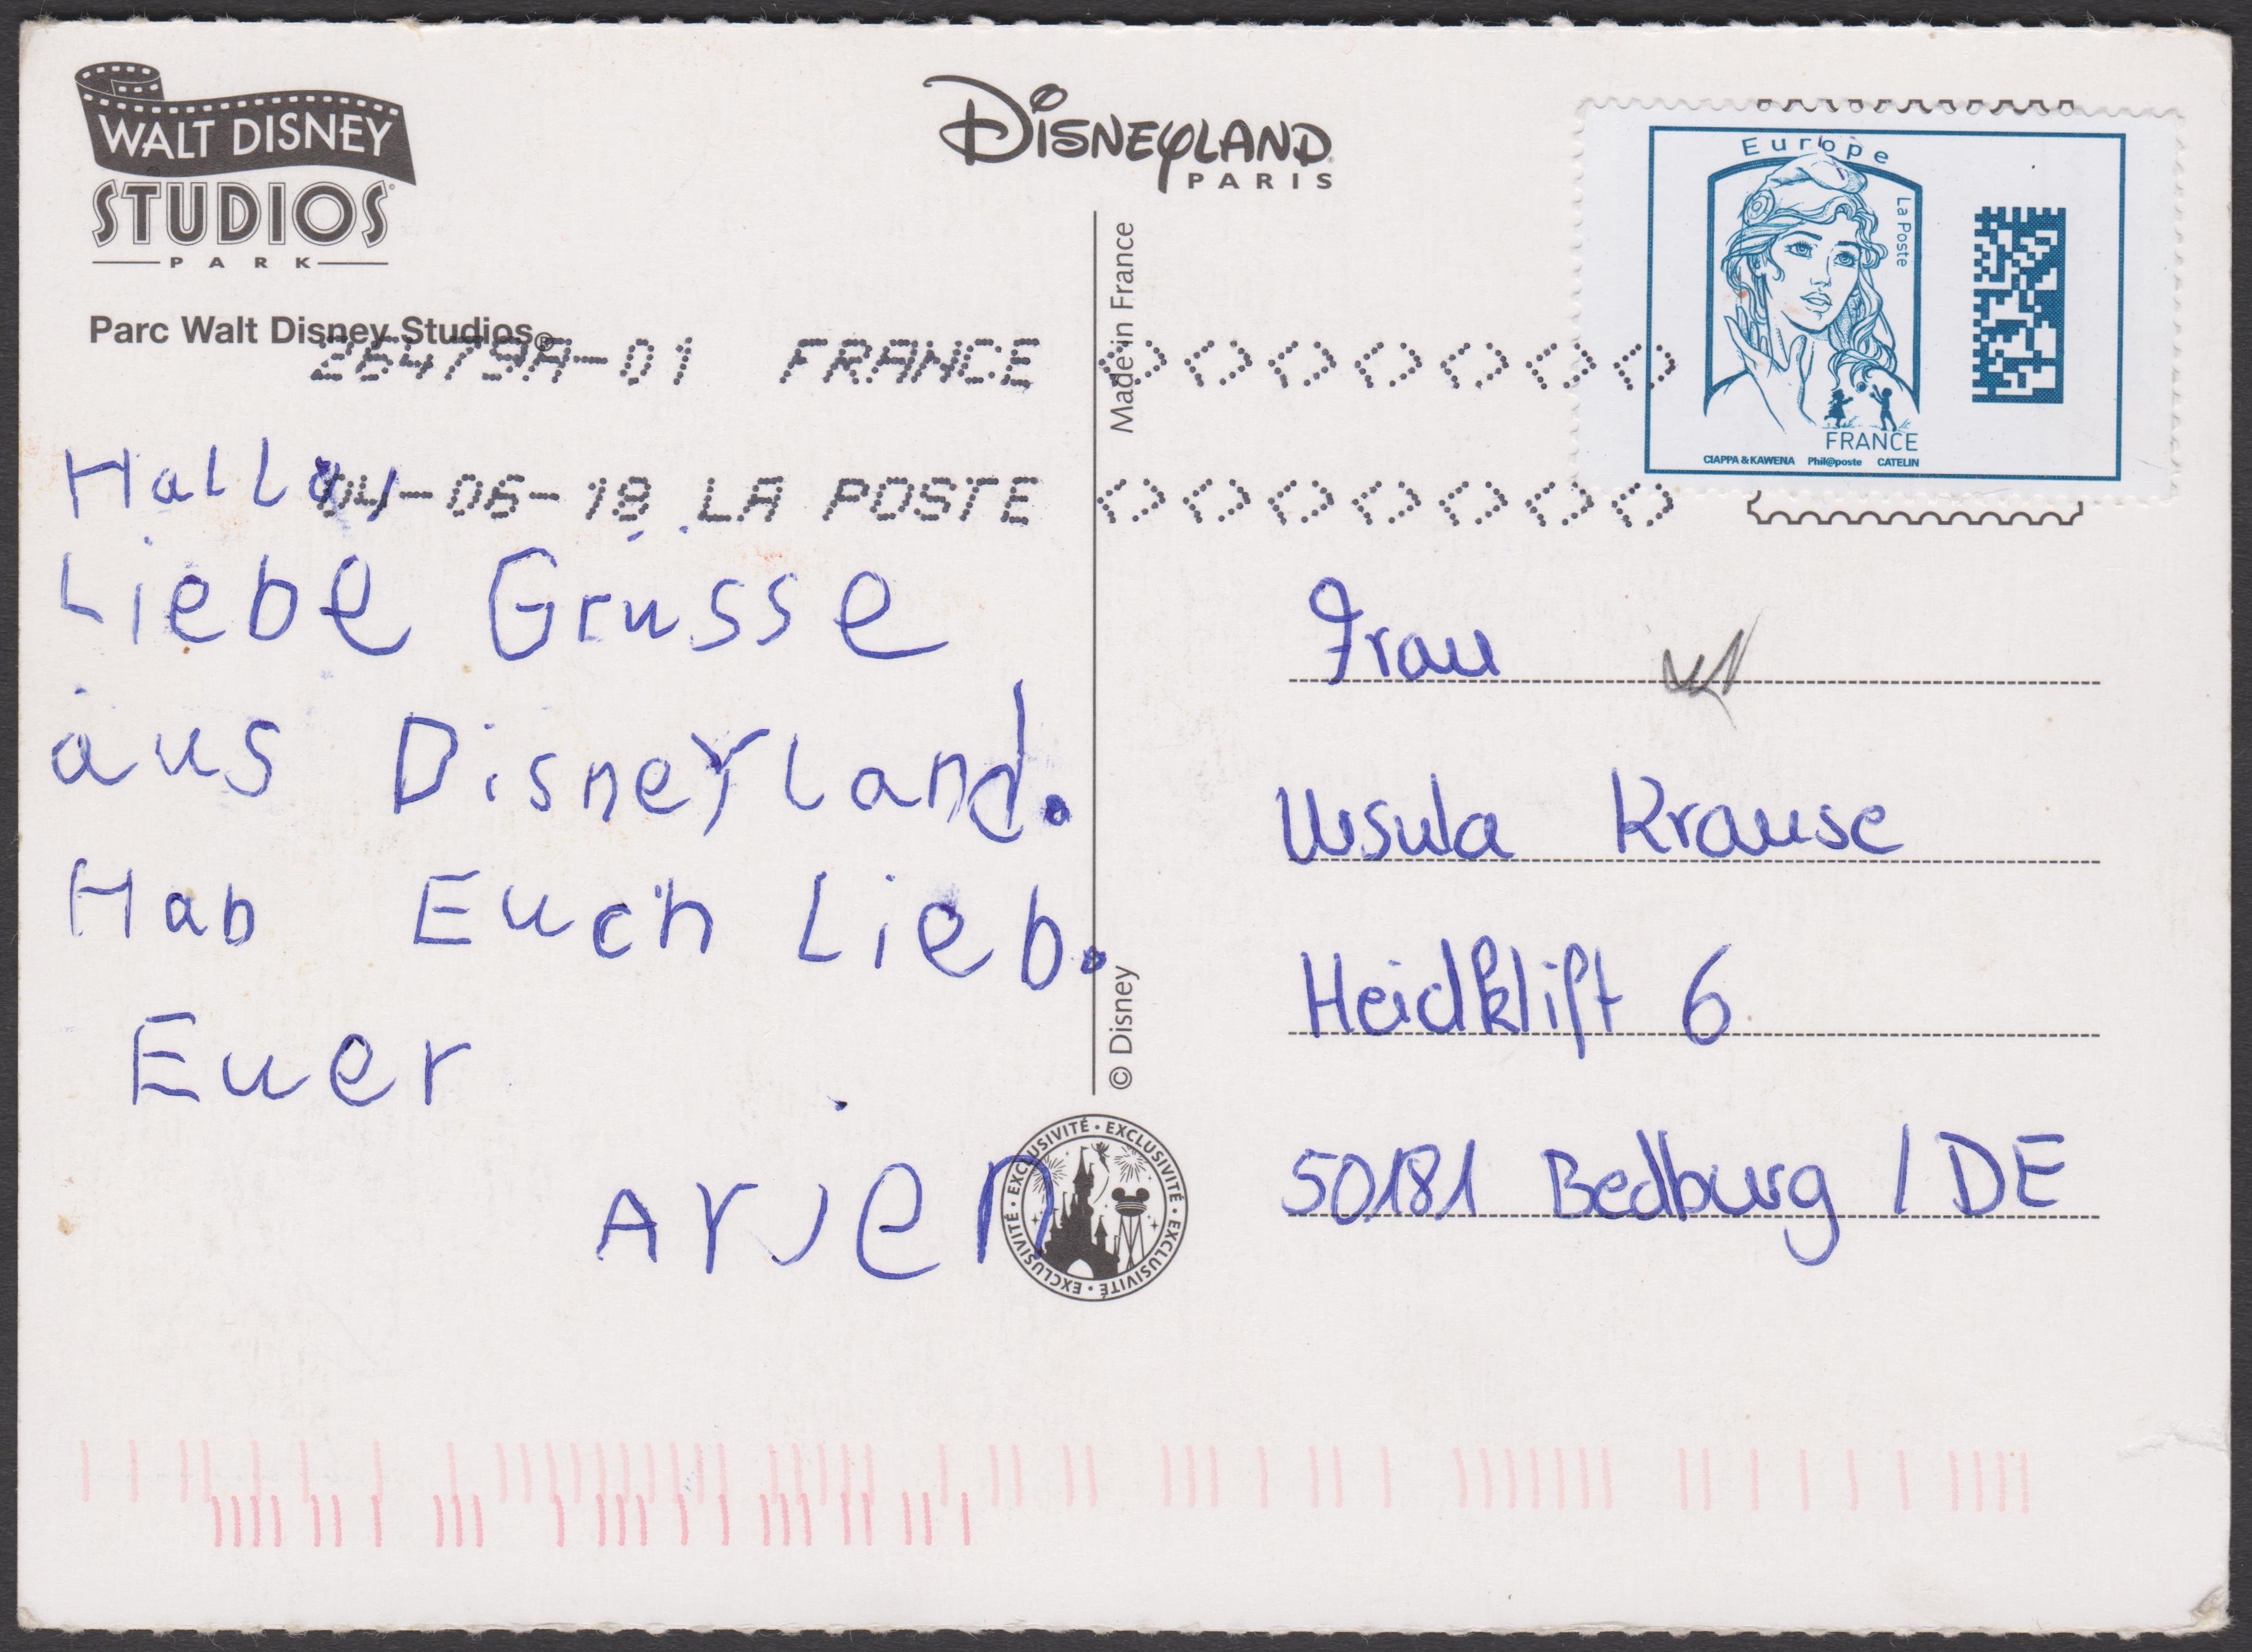 WALT DISNEY
STUDIOS
PARK
Parc Walt Disney Studios®
DISNEYLAND
PARIS
Europe
La Poste
FRANCE
CIAPPA & KAWENA Phil@poste CATELIN
26479A-01 FRANCE
04-06-18 LA POSTE
Made in France
Hallo,
Liebe Grüsse
aus Disneyland.
Hab Euch Lieb.
Euer
Arjen
© Disney
EXCLUSIVITÉ • EXCLUSIVITÉ • EXCLUSIVITÉ • EXCLUSIVITÉ • EXCLUSIVITÉ •
Frau
Ursula Krause
Heidklift 6
50181 Bedburg / DE